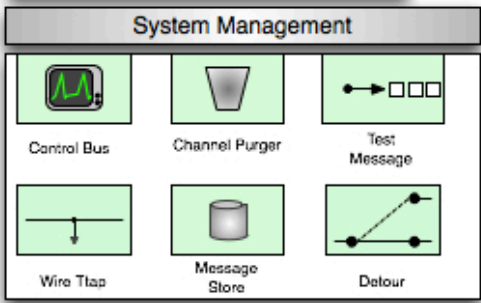 System Management
Control Bus
Channel Purger
Test
Message
Wire Ttap
Message
Store
Detour